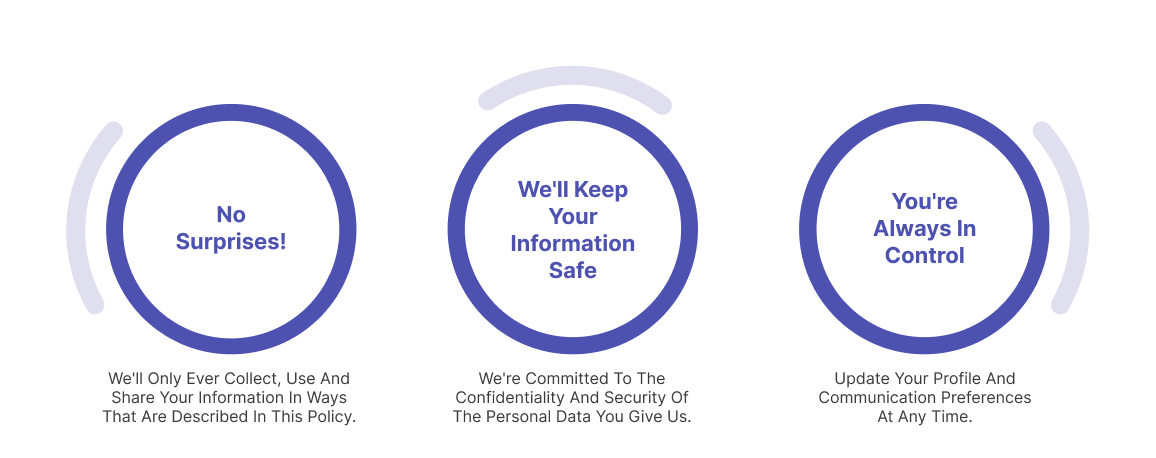 No
Surprises!
We'll Only Ever Collect, Use And
Share Your Information In Ways
That Are Described In This Policy.
We'll Keep
Your
Information
Safe
We're Committed To The
Confidentiality And Security Of
The Personal Data You Give Us.
You're
Always In
Control
Update Your Profile And
Communication Preferences
At Any Time.